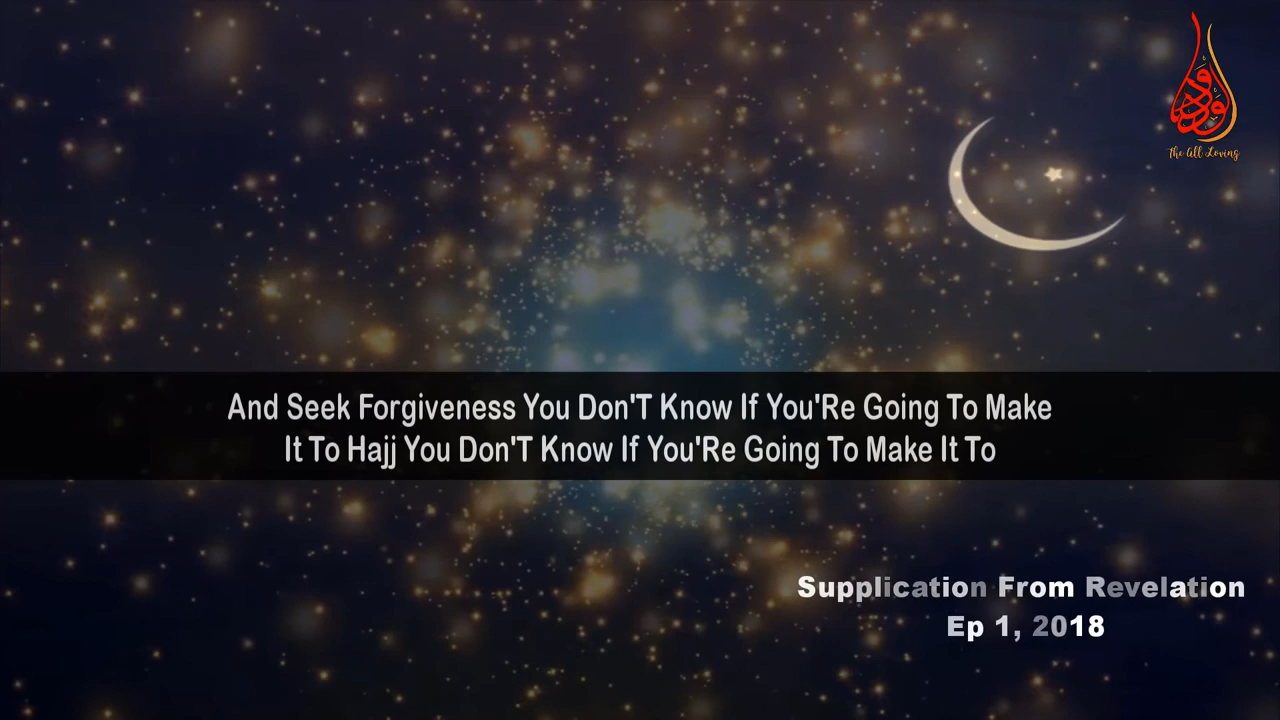 الودود
The All Loving
And Seek Forgiveness You Don'T Know If You'Re Going To Make
It To Hajj You Don'T Know If You'Re Going To Make It To
Supplication From Revelation
Ep 1, 2018